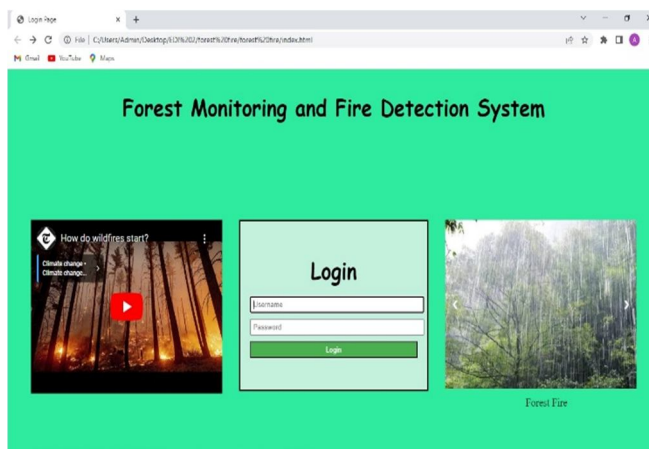 Login Page
File C:/Users/Admin/Desktop/EDI%202/forest%20fire/forest%20fire/index.html
Gmail YouTube Maps
Forest Monitoring and Fire Detection System
How do wildfires start?
Climate change •
Climate change...
Login
Username
Password
Login
Forest Fire